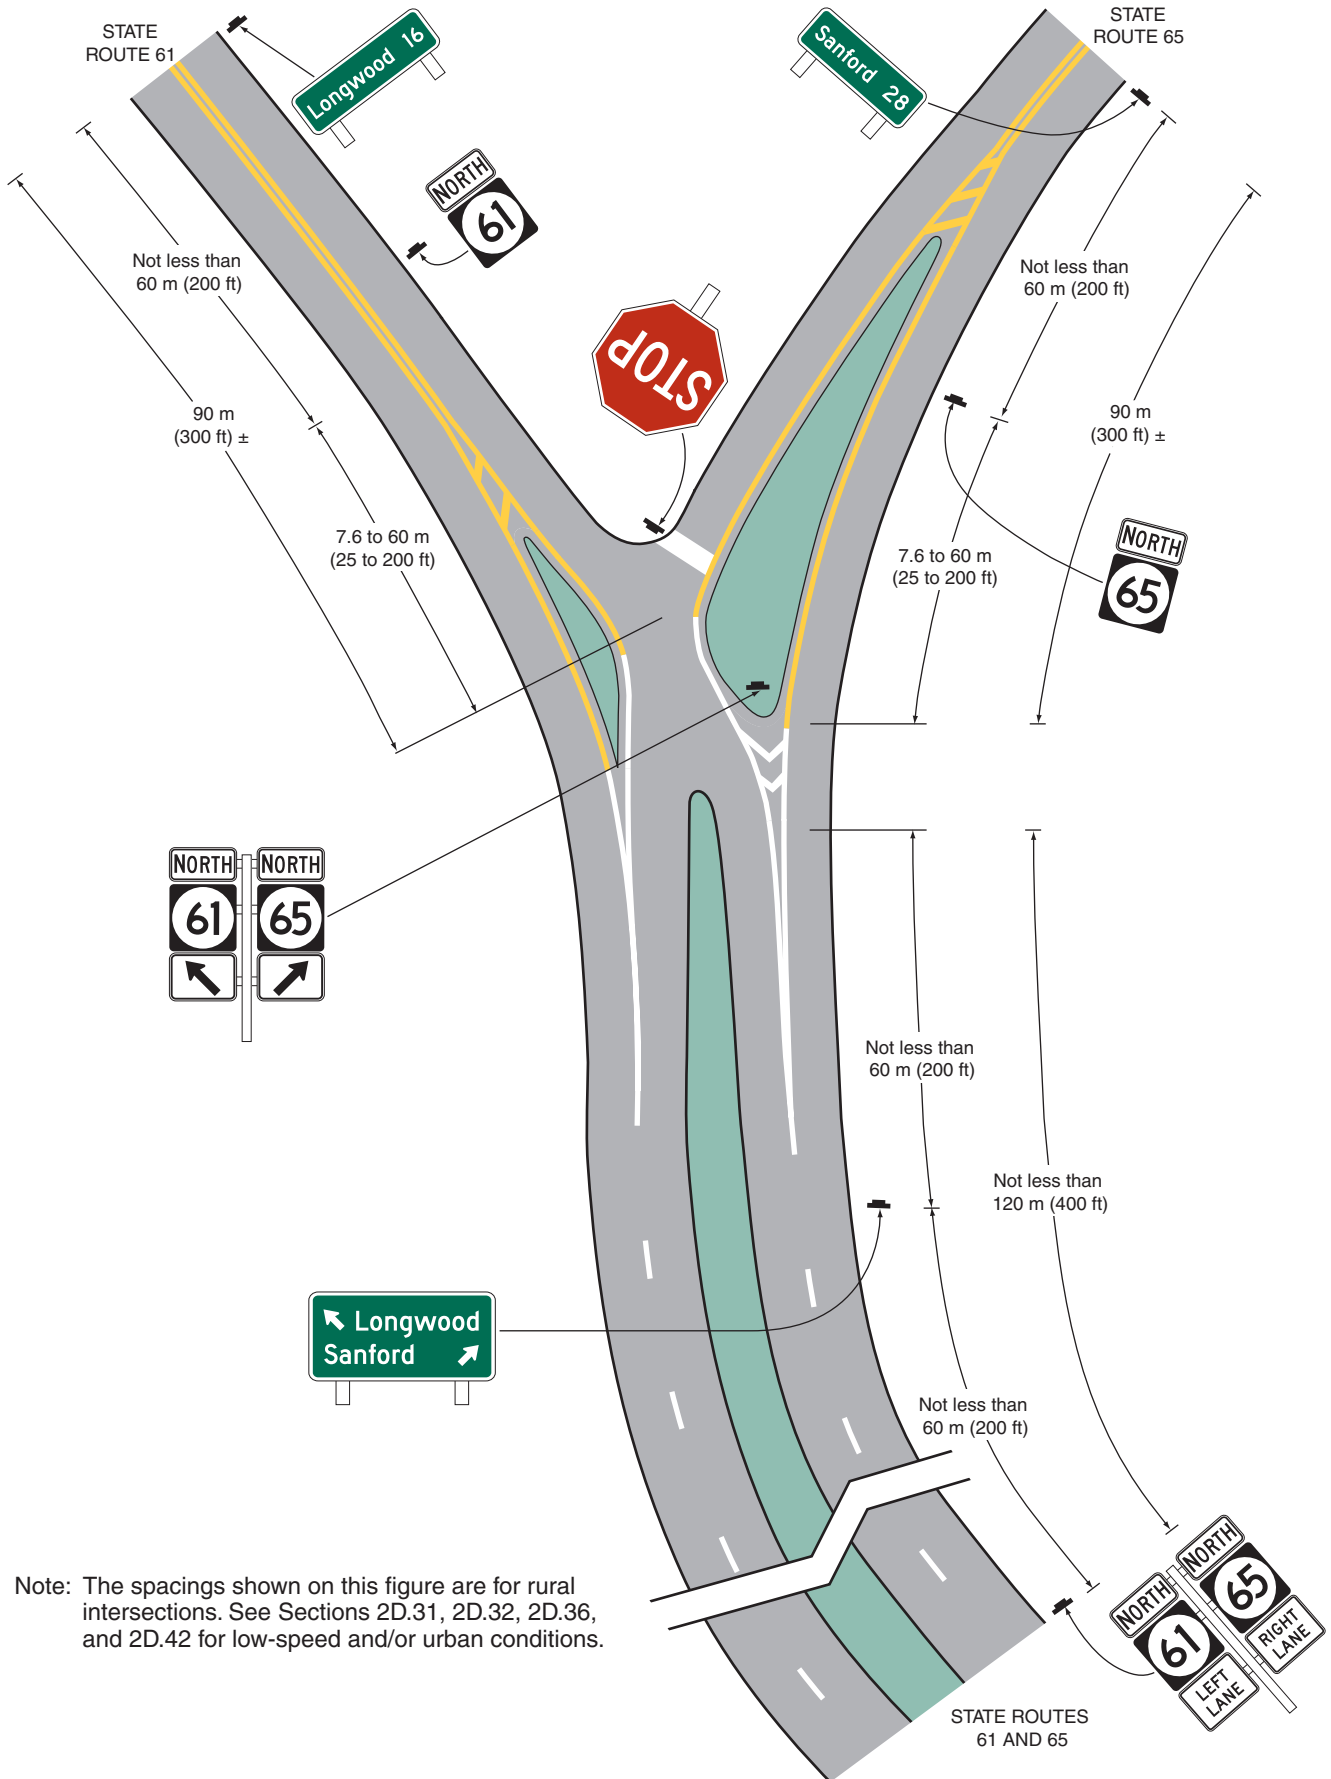 STATE
ROUTE 61
Longwood 16
Sanford 28
STATE
ROUTE 65
NORTH
61
Not less than
60 m (200 ft)
STOP
Not less than
60 m (200 ft)
90 m
(300 ft) ±
90 m
(300 ft) ±
7.6 to 60 m
(25 to 200 ft)
7.6 to 60 m
(25 to 200 ft)
NORTH
65
NORTH NORTH
61 65
Not less than
60 m (200 ft)
Not less than
120 m (400 ft)
Longwood
Sanford
Not less than
60 m (200 ft)
NORTH
65
RIGHT
LANE
NORTH
61
LEFT
LANE
Note: The spacings shown on this figure are for rural
intersections. See Sections 2D.31, 2D.32, 2D.36,
and 2D.42 for low-speed and/or urban conditions.
STATE ROUTES
61 AND 65